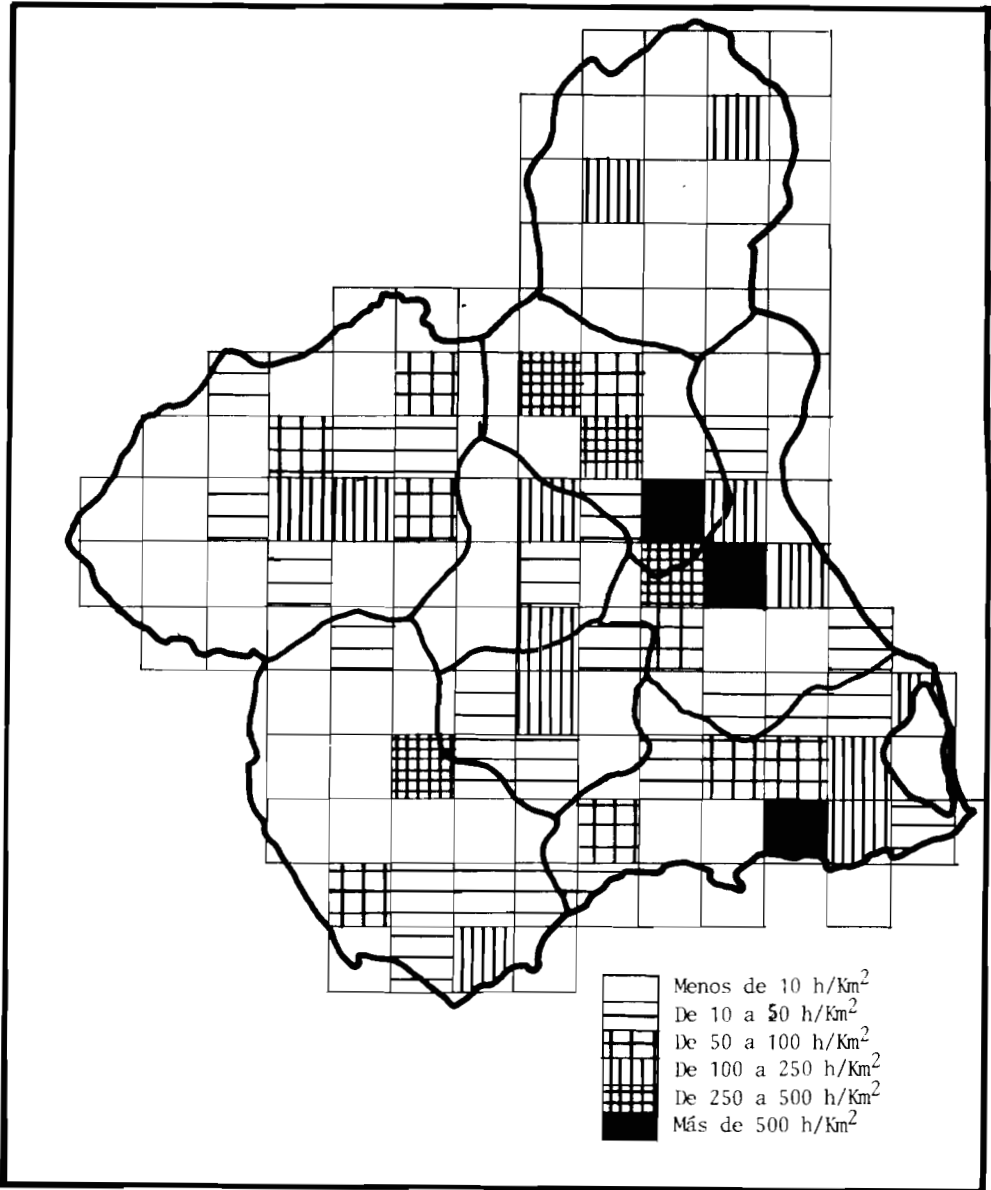 Menos de 10 h/Km²
De 10 a 50 h/Km²
De 50 a 100 h/Km²
De 100 a 250 h/Km²
De 250 a 500 h/Km²
Más de 500 h/Km²